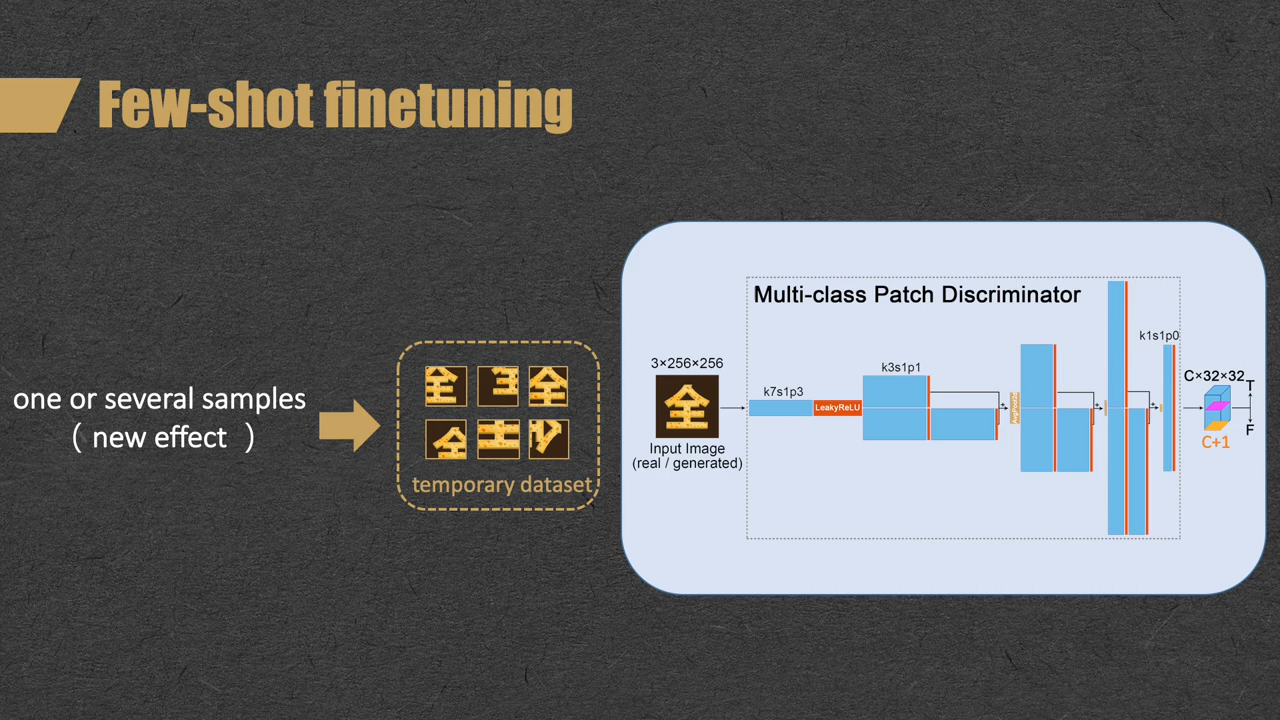 Few-shot finetuning
one or several samples
( new effect )
temporary dataset
Multi-class Patch Discriminator
3×256×256
全
Input Image
(real / generated)
k7s1p3
LeakyReLU
k3s1p1
k1s1p0
C×32×32
T
F
C+1